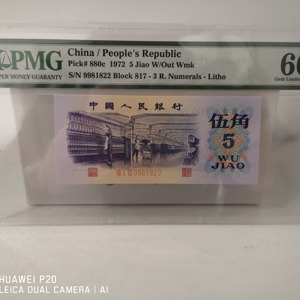 PMG
PAPER MONEY GUARANTY
China / People's Republic
Pick# 880c 1972 5 Jiao W/Out Wmk
S/N 9981822 Block 817 - 3 R. Numerals - Litho
中国人民银行
伍角
5
WU
JIAO
9981822
HUAWEI P20
LEICA DUAL CAMERA | AI